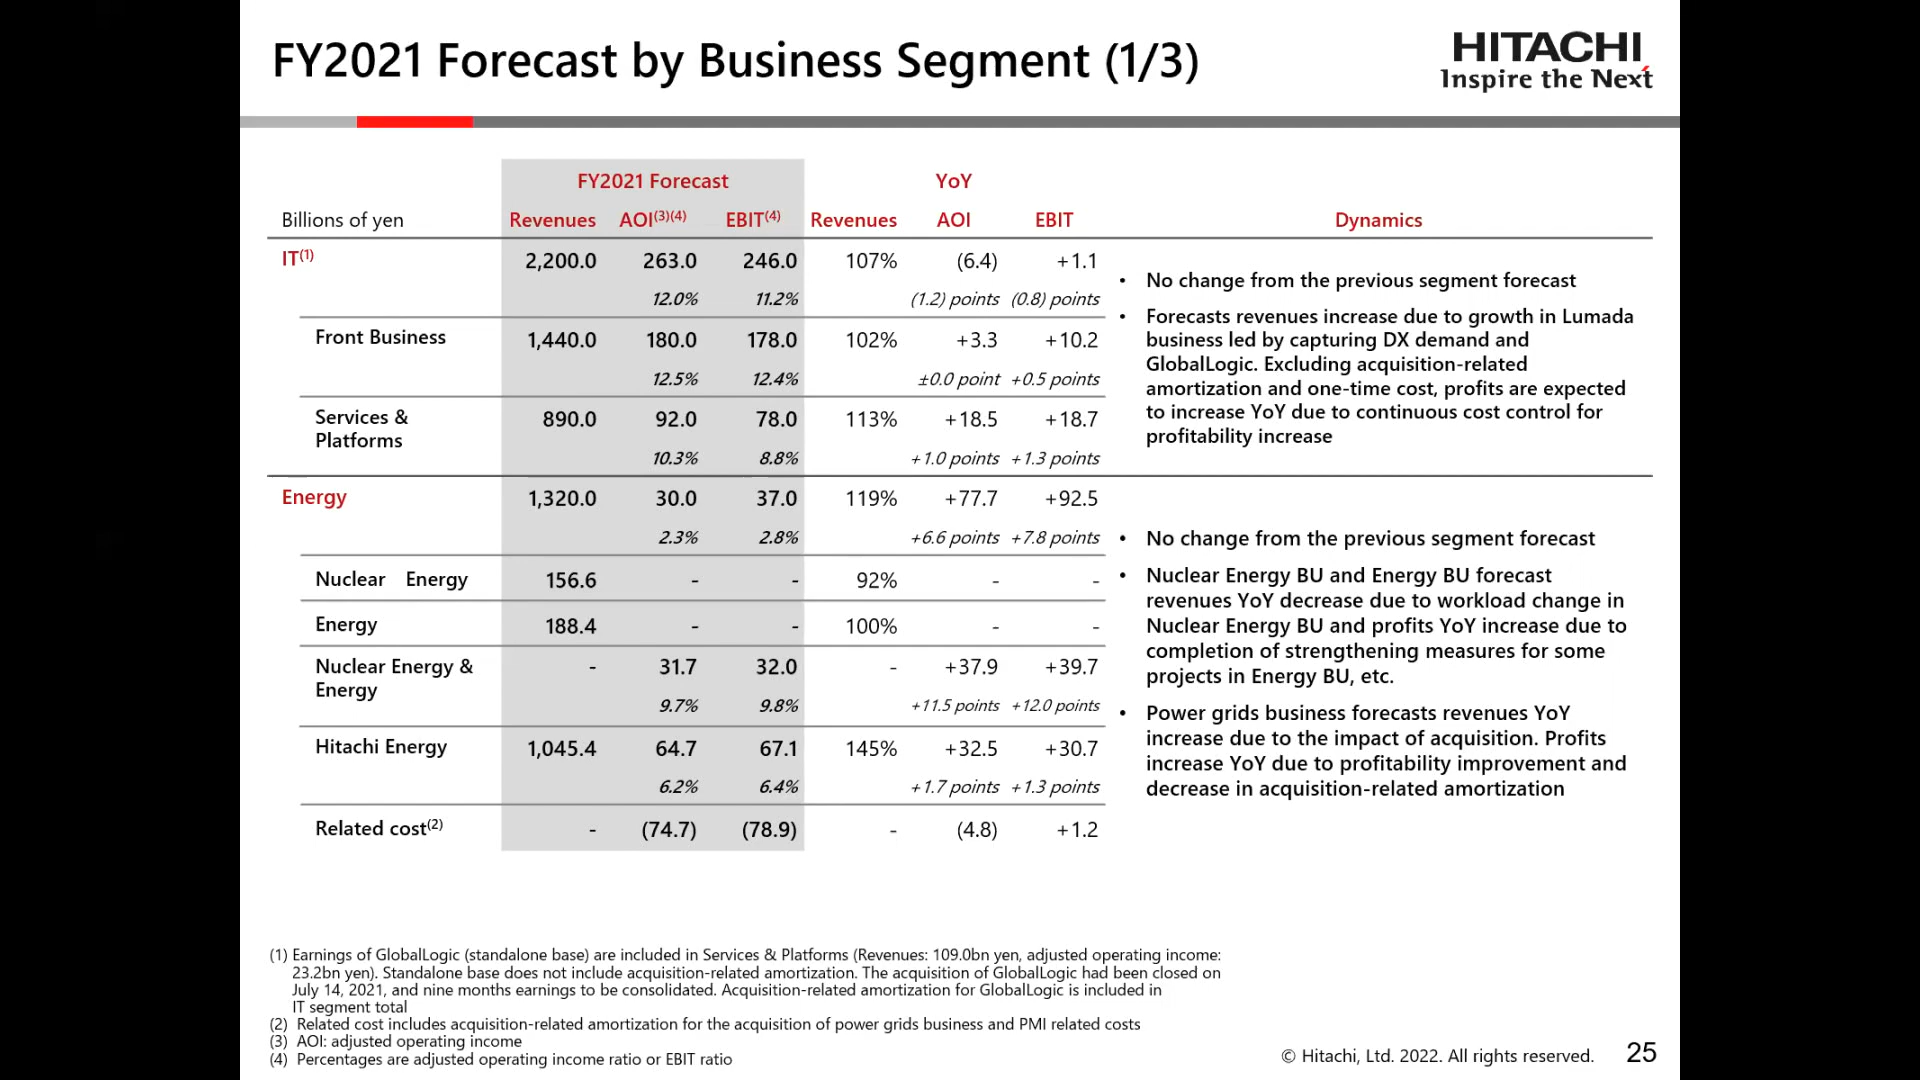 FY2021 Forecast by Business Segment (1/3)
HITACHI
Inspire the Next
FY2021 Forecast YoY
Billions of yen Revenues AOI(3)(4) EBIT(4) Revenues AOI EBIT Dynamics
IT(1) 2,200.0 263.0 246.0 107% (6.4) +1.1
12.0% 11.2% (1.2) points (0.8) points
Front Business 1,440.0 180.0 178.0 102% +3.3 +10.2
12.5% 12.4% ±0.0 point +0.5 points
Services &
Platforms
890.0 92.0 78.0 113% +18.5 +18.7
10.3% 8.8% +1.0 points +1.3 points
• No change from the previous segment forecast
• Forecasts revenues increase due to growth in Lumada
business led by capturing DX demand and
GlobalLogic. Excluding acquisition-related
amortization and one-time cost, profits are expected
to increase YoY due to continuous cost control for
profitability increase
Energy 1,320.0 30.0 37.0 119% +77.7 +92.5
2.3% 2.8% +6.6 points +7.8 points
Nuclear Energy 156.6 - - 92% - -
Energy 188.4 - - 100% - -
Nuclear Energy &
Energy
- 31.7 32.0 - +37.9 +39.7
9.7% 9.8% +11.5 points +12.0 points
Hitachi Energy 1,045.4 64.7 67.1 145% +32.5 +30.7
6.2% 6.4% +1.7 points +1.3 points
Related cost(2) - (74.7) (78.9) - (4.8) +1.2
• No change from the previous segment forecast
• Nuclear Energy BU and Energy BU forecast
revenues YoY decrease due to workload change in
Nuclear Energy BU and profits YoY increase due to
completion of strengthening measures for some
projects in Energy BU, etc.
• Power grids business forecasts revenues YoY
increase due to the impact of acquisition. Profits
increase YoY due to profitability improvement and
decrease in acquisition-related amortization
(1) Earnings of GlobalLogic (standalone base) are included in Services & Platforms (Revenues: 109.0bn yen, adjusted operating income:
23.2bn yen). Standalone base does not include acquisition-related amortization. The acquisition of GlobalLogic had been closed on
July 14, 2021, and nine months earnings to be consolidated. Acquisition-related amortization for GlobalLogic is included in
IT segment total
(2) Related cost includes acquisition-related amortization for the acquisition of power grids business and PMI related costs
(3) AOI: adjusted operating income
(4) Percentages are adjusted operating income ratio or EBIT ratio
© Hitachi, Ltd. 2022. All rights reserved. 25